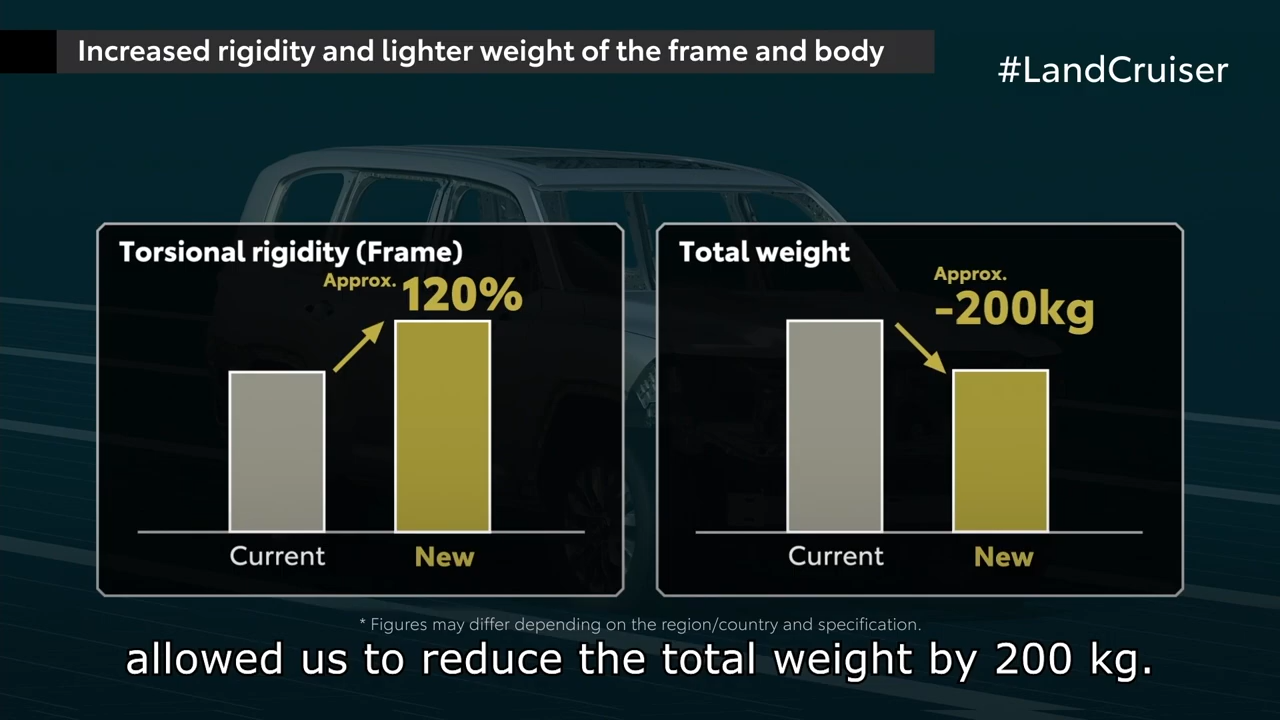 Increased rigidity and lighter weight of the frame and body
#LandCruiser
Torsional rigidity (Frame)
Approx. 120%
Current
New
Total weight
Approx.
-200kg
Current
New
* Figures may differ depending on the region/country and specification.
allowed us to reduce the total weight by 200 kg.